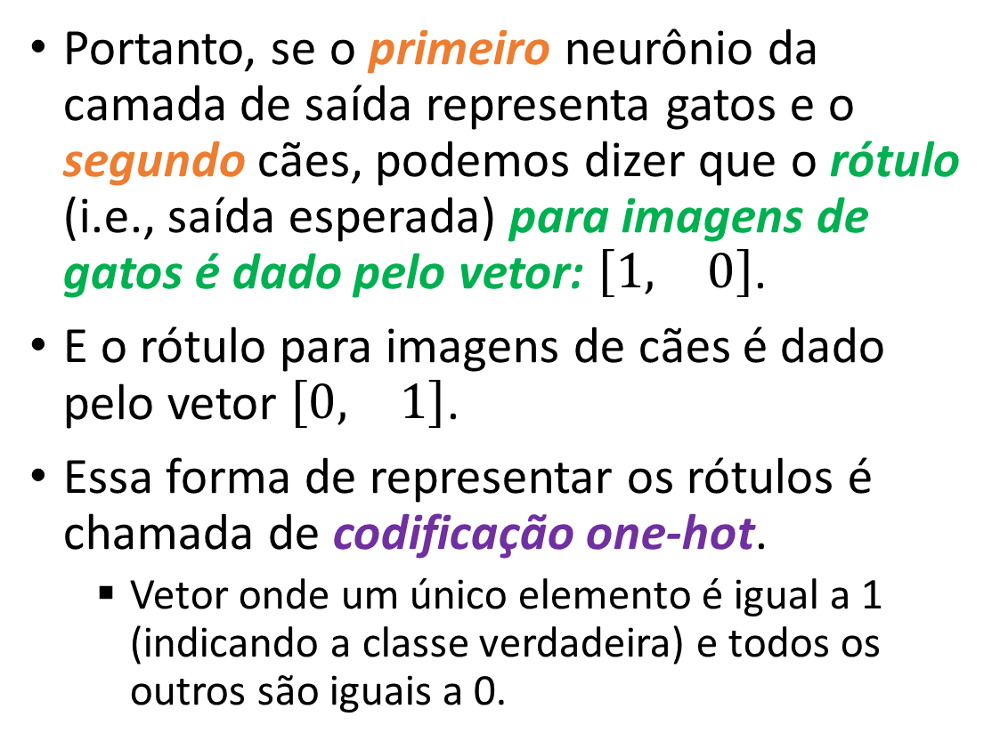 • Portanto, se o primeiro neurônio da
camada de saída representa gatos e o
segundo cães, podemos dizer que o rótulo
(i.e., saída esperada) para imagens de
gatos é dado pelo vetor: [1, 0].
• E o rótulo para imagens de cães é dado
pelo vetor [0, 1].
• Essa forma de representar os rótulos é
chamada de codificação one-hot.
▪ Vetor onde um único elemento é igual a 1
(indicando a classe verdadeira) e todos os
outros são iguais a 0.